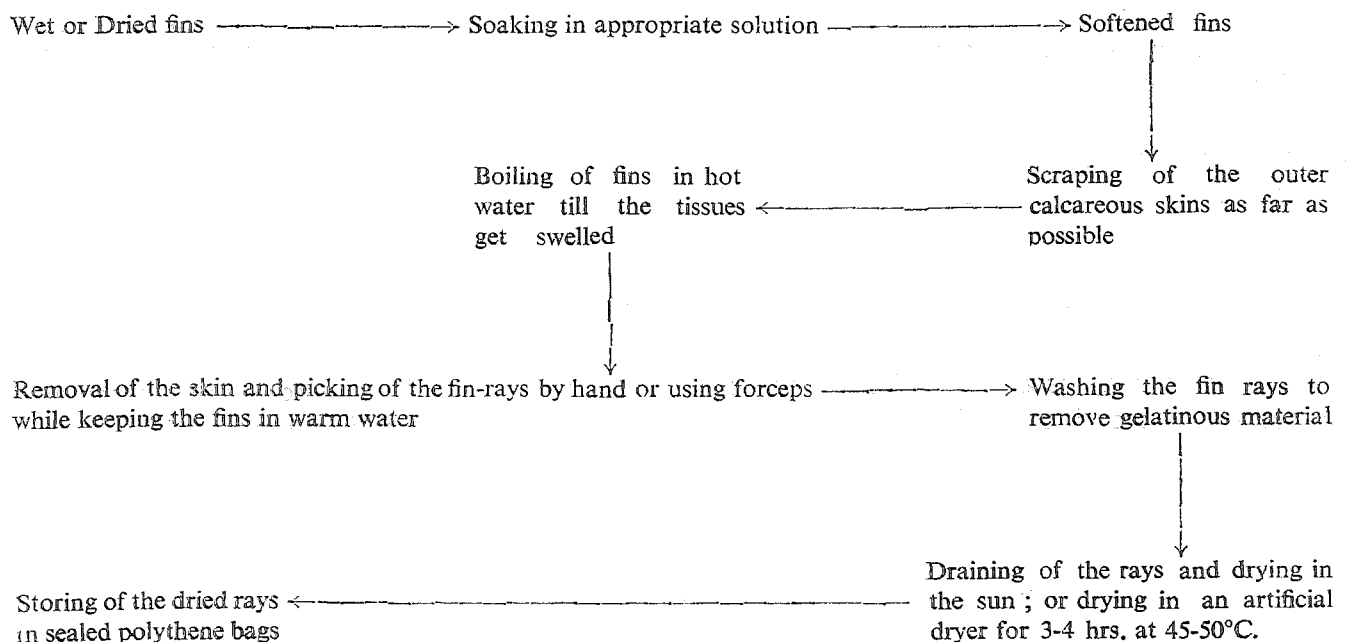 Wet or Dried fins
Soaking in appropriate solution
Softened fins
Scraping of the outer
calcareous skins as far as
possible
Boiling of fins in hot
water till the tissues
get swelled
Removal of the skin and picking of the fin-rays by hand or using forceps
while keeping the fins in warm water
Washing the fin rays to
remove gelatinous material
Draining of the rays and drying in
the sun ; or drying in an artificial
dryer for 3-4 hrs. at 45-50°C.
Storing of the dried rays
in sealed polythene bags